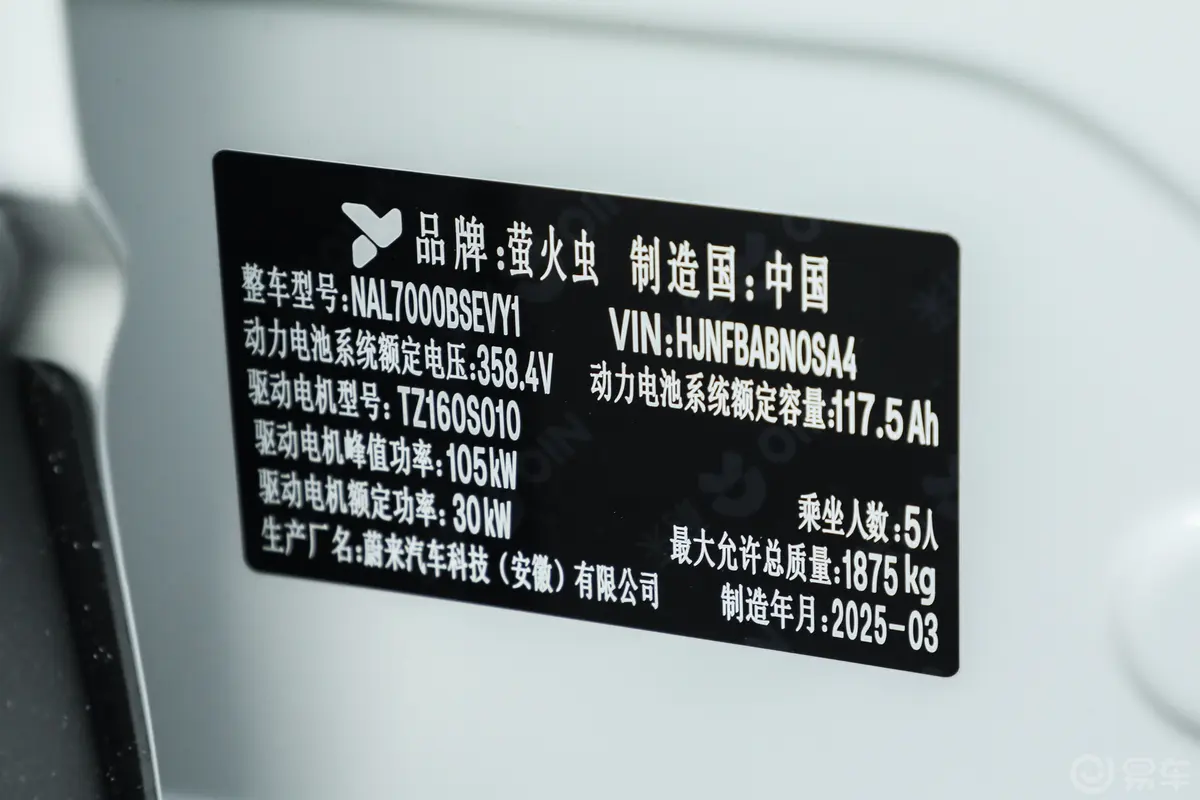 品牌:萤火虫 制造国:中国
整车型号:NAL7000BSEVY1 VIN:HJNFBABN0SA4
动力电池系统额定电压:358.4V 动力电池系统额定容量:117.5Ah
驱动电机型号:TZ160S010
驱动电机峰值功率:105kW
驱动电机额定功率:30kW 乘坐人数:5人
最大允许总质量:1875kg
生产厂名:蔚来汽车科技（安徽）有限公司 制造年月:2025-03
易车